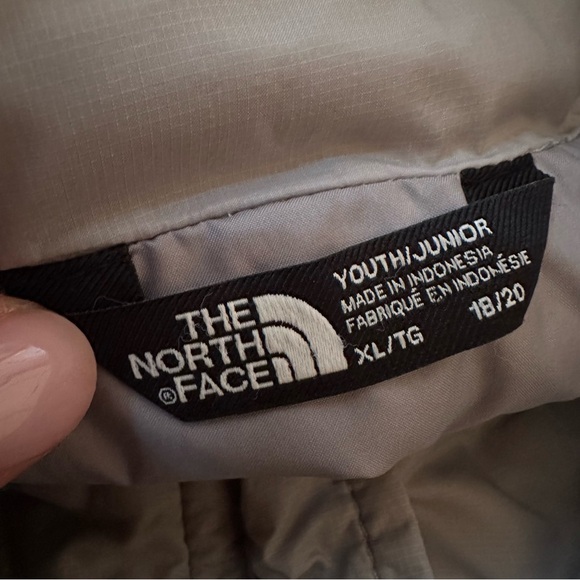 THE
NORTH
®FACE
YOUTH/JUNIOR
MADE IN INDONESIA
FABRIQUÉ EN INDONÉSIE
XL/TG 18/20